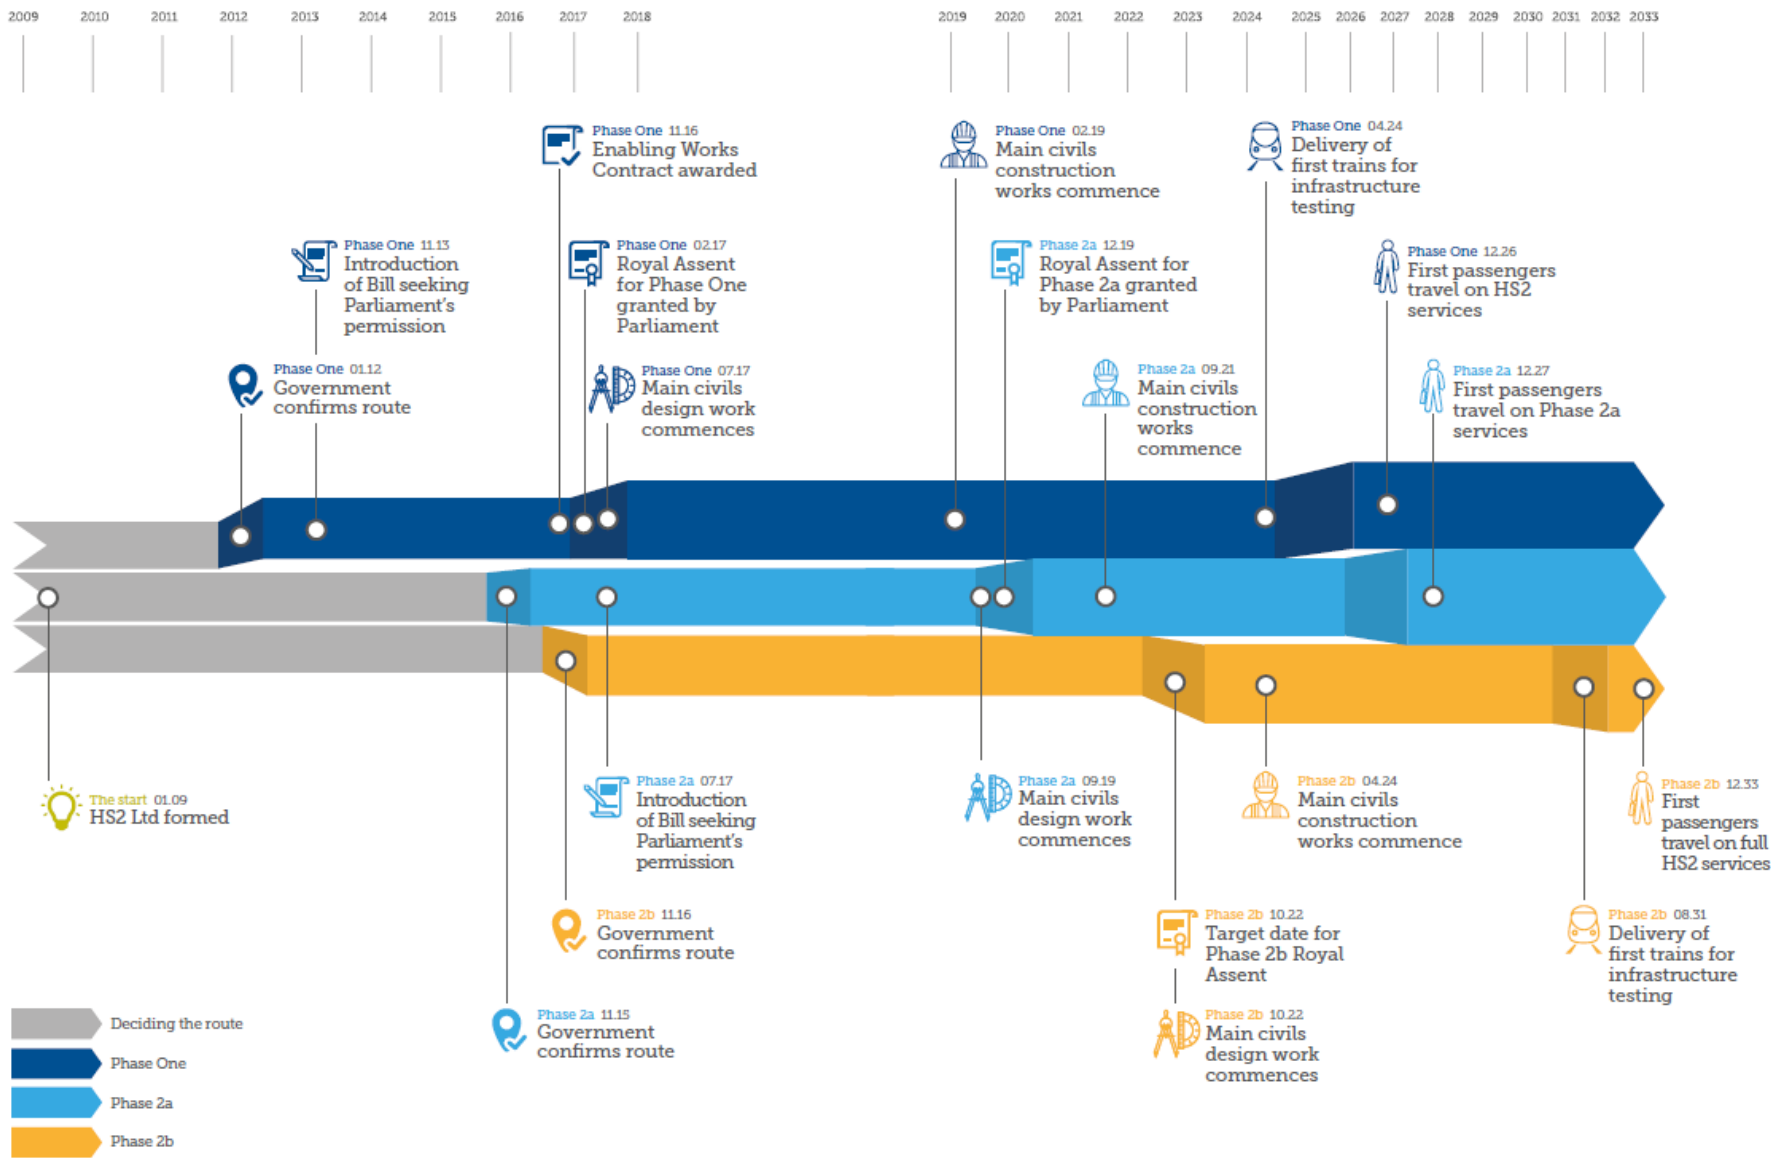 2009 2010 2011 2012 2013 2014 2015 2016 2017 2018 2019 2020 2021 2022 2023 2024 2025 2026 2027 2028 2029 2030 2031 2032 2033
Phase One 11.16
Enabling Works
Contract awarded
Phase One 02.19
Main civils
construction
works commence
Phase One 04.24
Delivery of
first trains for
infrastructure
testing
Phase One 11.13
Introduction
of Bill seeking
Parliament's
permission
Phase One 02.17
Royal Assent
for Phase One
granted by
Parliament
Phase 2a 12.19
Royal Assent for
Phase 2a granted
by Parliament
Phase One 12.26
First passengers
travel on HS2
services
Phase One 01.12
Government
confirms route
Phase One 07.17
Main civils
design work
commences
Phase 2a 09.21
Main civils
construction
works
commence
Phase 2a 12.27
First passengers
travel on Phase 2a
services
The start 01.09
HS2 Ltd formed
Phase 2a 07.17
Introduction
of Bill seeking
Parliament's
permission
Phase 2a 09.19
Main civils
design work
commences
Phase 2b 04.24
Main civils
construction
works commence
Phase 2b 12.33
First
passengers
travel on full
HS2 services
Phase 2b 11.16
Government
confirms route
Phase 2b 10.22
Target date for
Phase 2b Royal
Assent
Phase 2b 08.31
Delivery of
first trains for
infrastructure
testing
Phase 2a 11.15
Government
confirms route
Phase 2b 10.22
Main civils
design work
commences
Deciding the route
Phase One
Phase 2a
Phase 2b